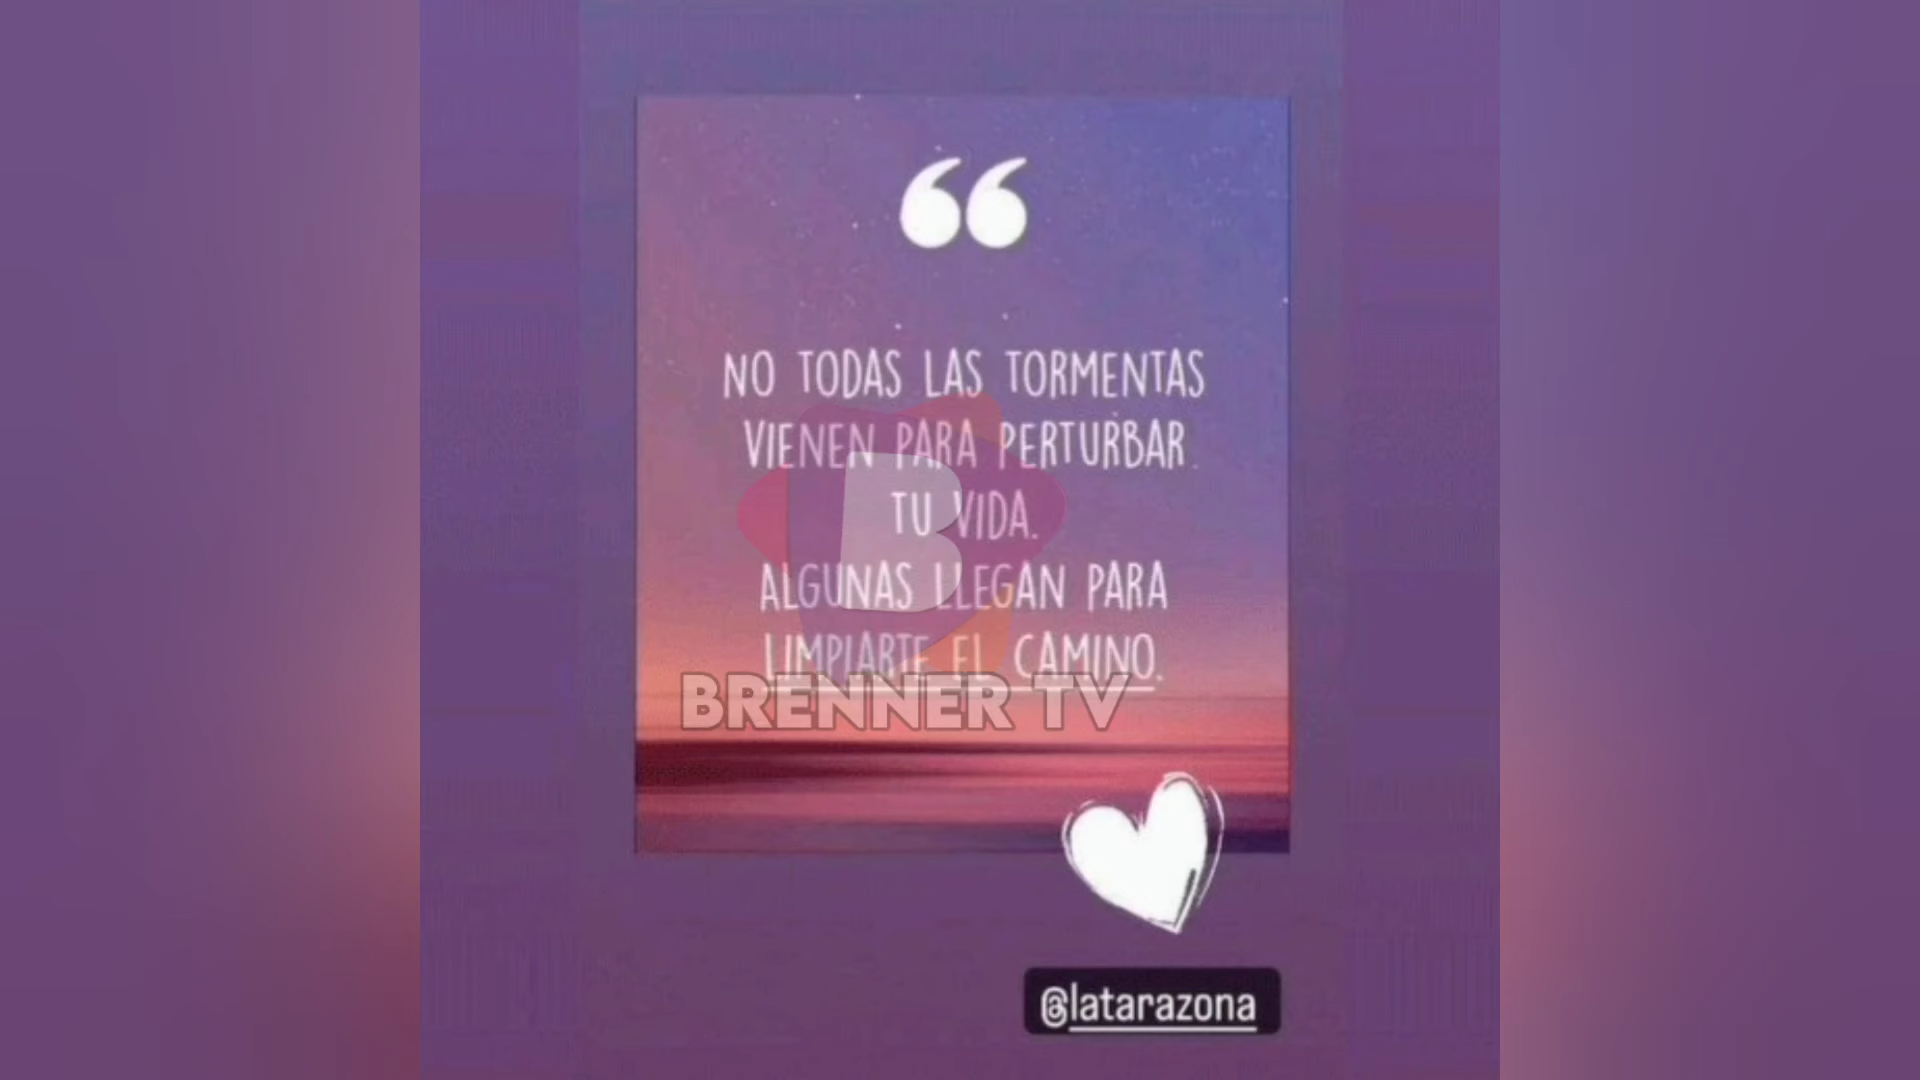 NO TODAS LAS TORMENTAS
VIENEN PARA PERTURBAR
TU VIDA.
ALGUNAS LLEGAN PARA
LIMPIARTE EL CAMINO.
B
BRENNER TV
@latarazona